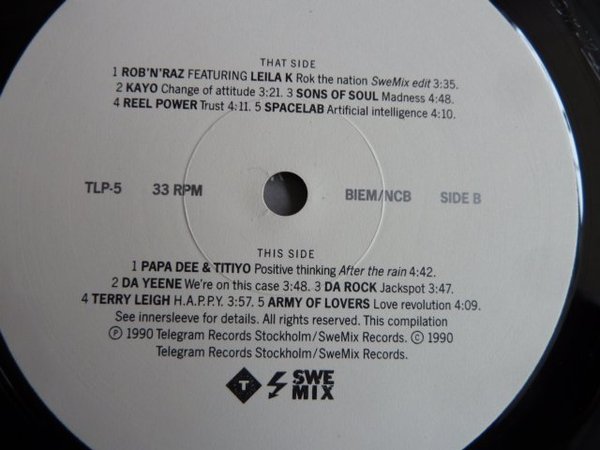 THAT SIDE
1 ROB'N'RAZ FEATURING LEILA K Rok the nation SweMix edit 3:35.
2 KAYO Change of attitude 3:21. 3 SONS OF SOUL Madness 4:48.
4 REEL POWER Trust 4:11. 5 SPACELAB Artificial intelligence 4:10.
TLP-5 33 RPM BIEM/NCB SIDE B
THIS SIDE
1 PAPA DEE & TITIYO Positive thinking After the rain 4:42.
2 DA YEENE We're on this case 3:48. 3 DA ROCK Jackspot 3:47.
4 TERRY LEIGH H.A.P.P.Y. 3:57. 5 ARMY OF LOVERS Love revolution 4:09.
See innersleeve for details. All rights reserved. This compilation
℗ 1990 Telegram Records Stockholm/SweMix Records. © 1990
Telegram Records Stockholm/SweMix Records.
T SWE
MIX